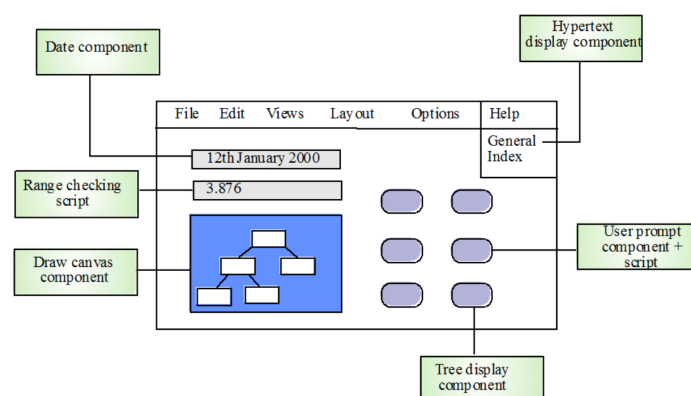 Hypertext
display component
Date component
File Edit Views Layout Options Help
General
Index
12th January 2000
3.876
Range checking
script
User prompt
component +
script
Draw canvas
component
Tree display
component